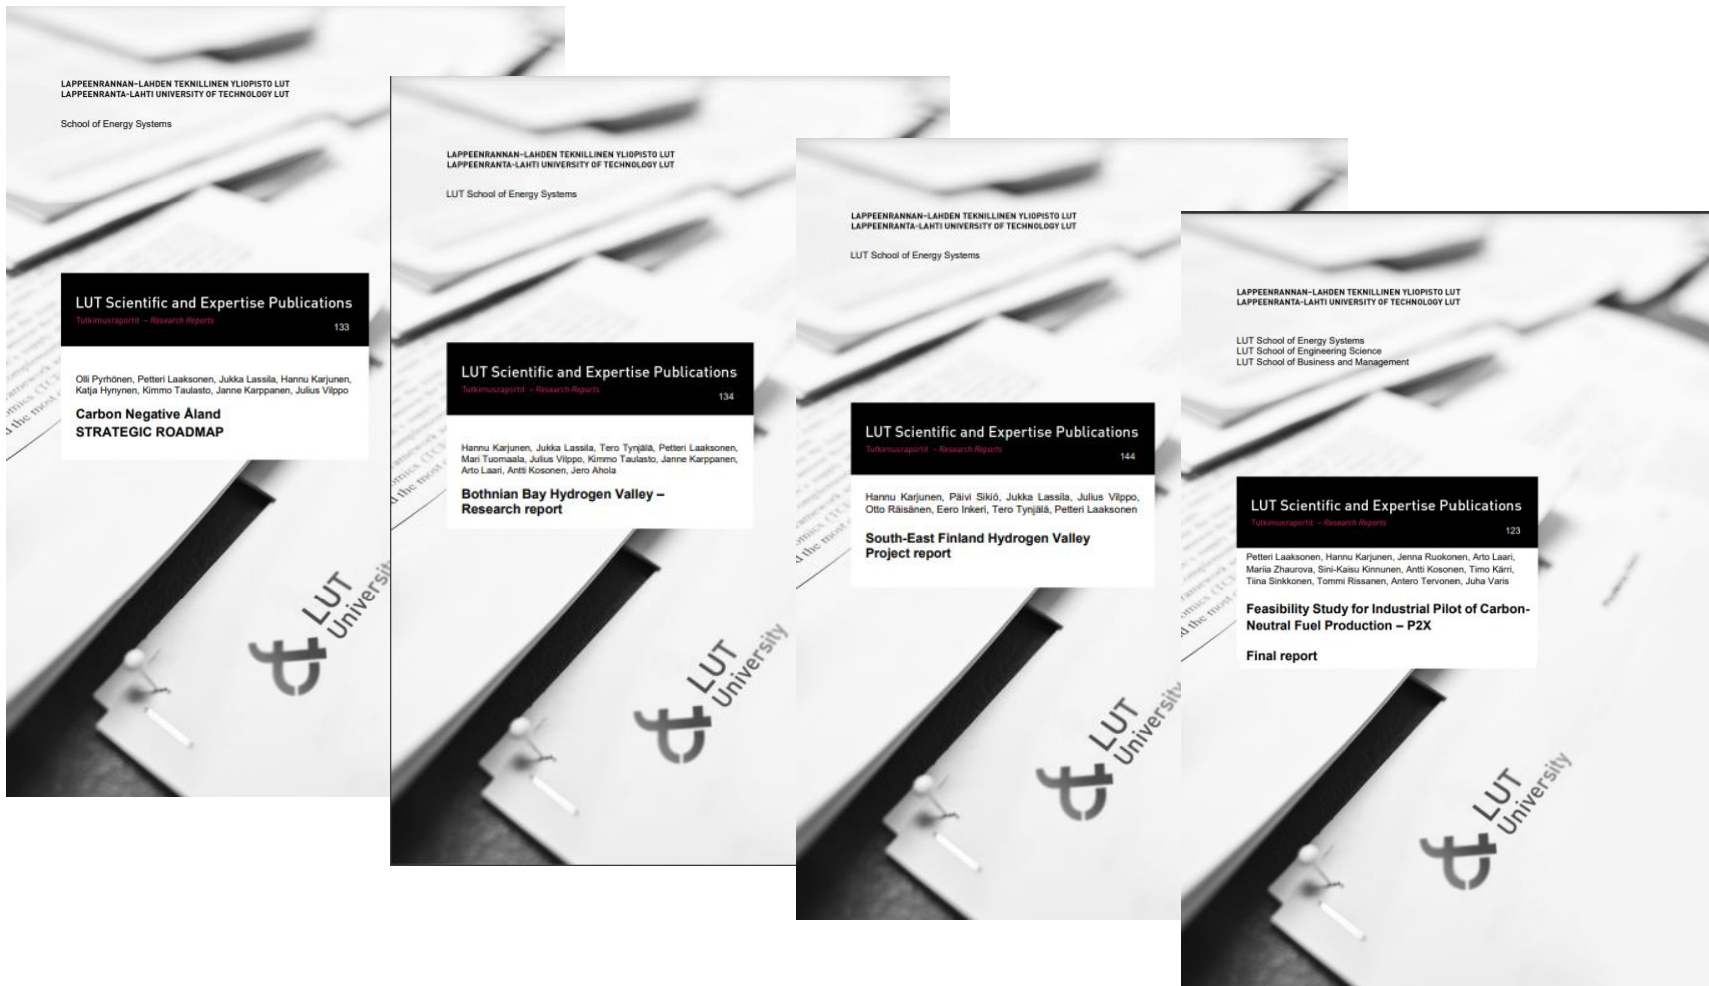 LAPPEENRANNAN–LAHDEN TEKNILLINEN YLIOPISTO LUT
LAPPEENRANTA-LAHTI UNIVERSITY OF TECHNOLOGY LUT
School of Energy Systems
LUT Scientific and Expertise Publications
Tutkimusraportit – Research Reports
133
Olli Pyrhönen, Petteri Laaksonen, Jukka Lassila, Hannu Karjunen,
Katja Hynynen, Kimmo Taulasto, Janne Karppanen, Julius Vilppo
Carbon Negative Åland
STRATEGIC ROADMAP
LUT
University
LAPPEENRANNAN–LAHDEN TEKNILLINEN YLIOPISTO LUT
LAPPEENRANTA-LAHTI UNIVERSITY OF TECHNOLOGY LUT
LUT School of Energy Systems
LUT Scientific and Expertise Publications
Tutkimusraportit – Research Reports
134
Hannu Karjunen, Jukka Lassila, Tero Tynjälä, Petteri Laaksonen,
Mari Tuomaala, Julius Vilppo, Kimmo Taulasto, Janne Karppanen,
Arto Laari, Antti Kosonen, Jero Ahola
Bothnian Bay Hydrogen Valley –
Research report
LUT
University
LAPPEENRANNAN–LAHDEN TEKNILLINEN YLIOPISTO LUT
LAPPEENRANTA-LAHTI UNIVERSITY OF TECHNOLOGY LUT
LUT School of Energy Systems
LUT Scientific and Expertise Publications
Tutkimusraportit – Research Reports
144
Hannu Karjunen, Päivi Sikiö, Jukka Lassila, Julius Vilppo,
Otto Räisänen, Eero Inkeri, Tero Tynjälä, Petteri Laaksonen
South-East Finland Hydrogen Valley
Project report
LUT
University
LAPPEENRANNAN–LAHDEN TEKNILLINEN YLIOPISTO LUT
LAPPEENRANTA-LAHTI UNIVERSITY OF TECHNOLOGY LUT
LUT School of Energy Systems
LUT School of Engineering Science
LUT School of Business and Management
LUT Scientific and Expertise Publications
Tutkimusraportit – Research Reports
123
Petteri Laaksonen, Hannu Karjunen, Jenna Ruokonen, Arto Laari,
Mariia Zhaurova, Sini-Kaisu Kinnunen, Antti Kosonen, Timo Kärri,
Tiina Sinkkonen, Tommi Rissanen, Antero Tervonen, Juha Varis
Feasibility Study for Industrial Pilot of Carbon-
Neutral Fuel Production – P2X
Final report
LUT
University